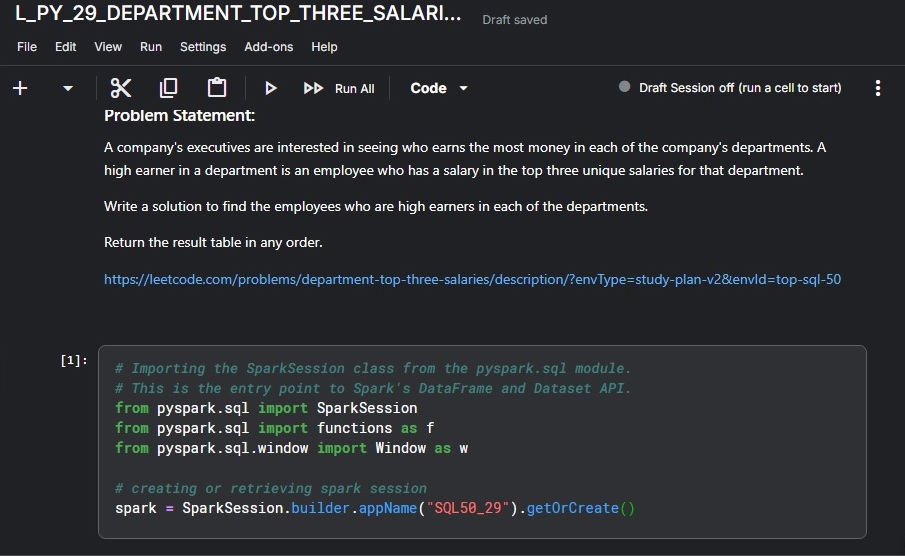 L_PY_29_DEPARTMENT_TOP_THREE_SALARI... Draft saved
File Edit View Run Settings Add-ons Help
Run All Code Draft Session off (run a cell to start)
Problem Statement:
A company's executives are interested in seeing who earns the most money in each of the company's departments. A
high earner in a department is an employee who has a salary in the top three unique salaries for that department.
Write a solution to find the employees who are high earners in each of the departments.
Return the result table in any order.
https://leetcode.com/problems/department-top-three-salaries/description/?envType=study-plan-v2&envId=top-sql-50
[1]:
# Importing the SparkSession class from the pyspark.sql module.
# This is the entry point to Spark's DataFrame and Dataset API.
from pyspark.sql import SparkSession
from pyspark.sql import functions as f
from pyspark.sql.window import Window as w
# creating or retrieving spark session
spark = SparkSession.builder.appName("SQL50_29").getOrCreate()